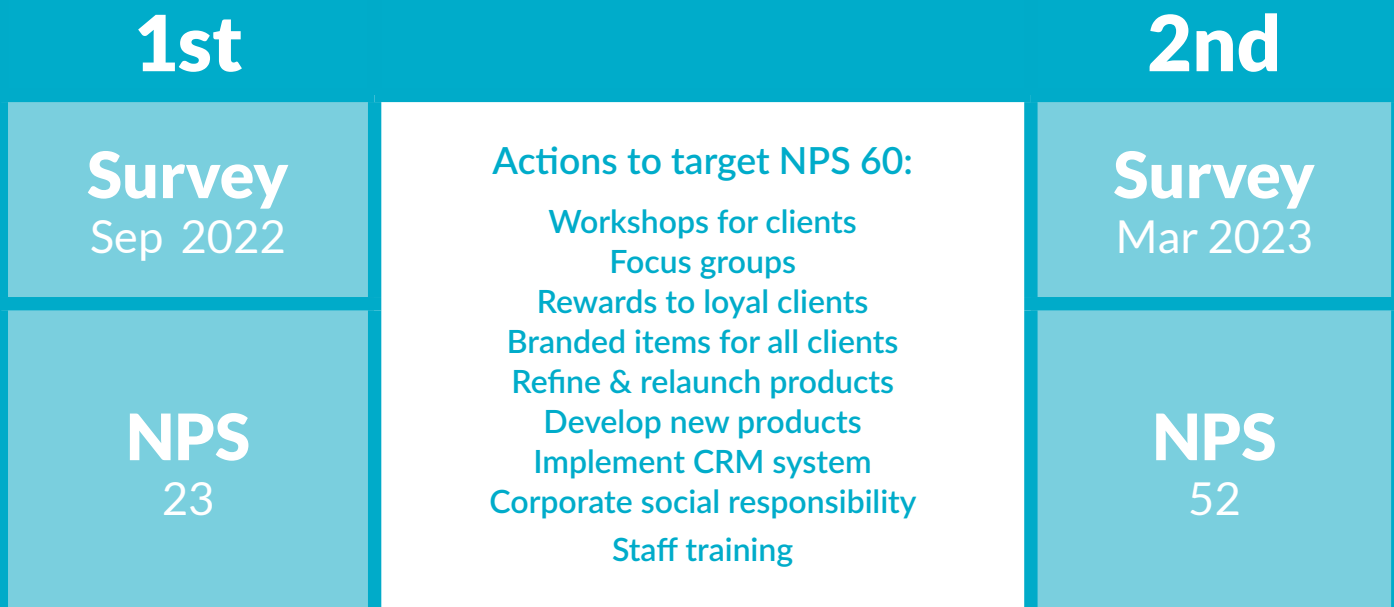 1st
Survey
Sep 2022
NPS
23
Actions to target NPS 60:
Workshops for clients
Focus groups
Rewards to loyal clients
Branded items for all clients
Refine & relaunch products
Develop new products
Implement CRM system
Corporate social responsibility
Staff training
2nd
Survey
Mar 2023
NPS
52